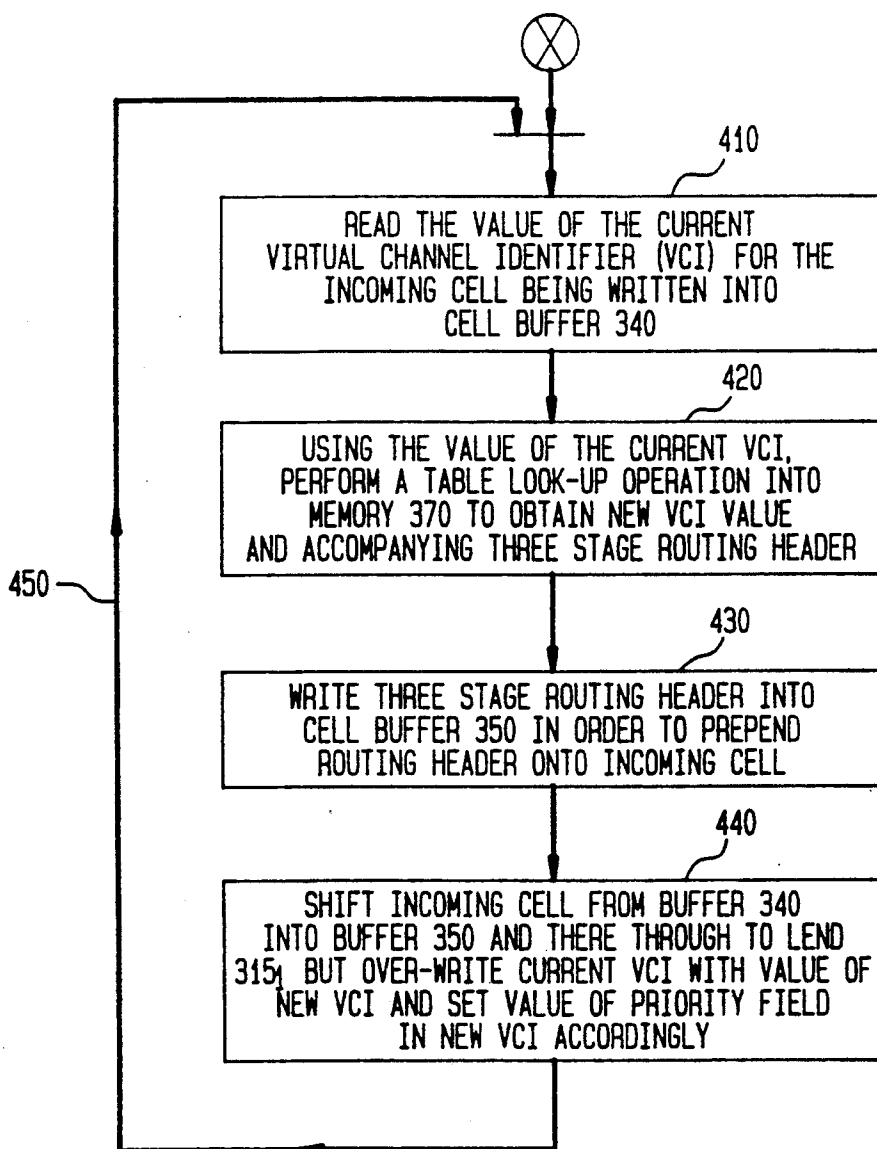 410
READ THE VALUE OF THE CURRENT
VIRTUAL CHANNEL IDENTIFIER (VCI) FOR THE
INCOMING CELL BEING WRITTEN INTO
CELL BUFFER 340
420
USING THE VALUE OF THE CURRENT VCI,
PERFORM A TABLE LOOK-UP OPERATION INTO
MEMORY 370 TO OBTAIN NEW VCI VALUE
AND ACCOMPANYING THREE STAGE ROUTING HEADER
450
430
WRITE THREE STAGE ROUTING HEADER INTO
CELL BUFFER 350 IN ORDER TO PREPEND
ROUTING HEADER ONTO INCOMING CELL
440
SHIFT INCOMING CELL FROM BUFFER 340
INTO BUFFER 350 AND THERE THROUGH TO LEND
315₁ BUT OVER-WRITE CURRENT VCI WITH VALUE OF
NEW VCI AND SET VALUE OF PRIORITY FIELD
IN NEW VCI ACCORDINGLY